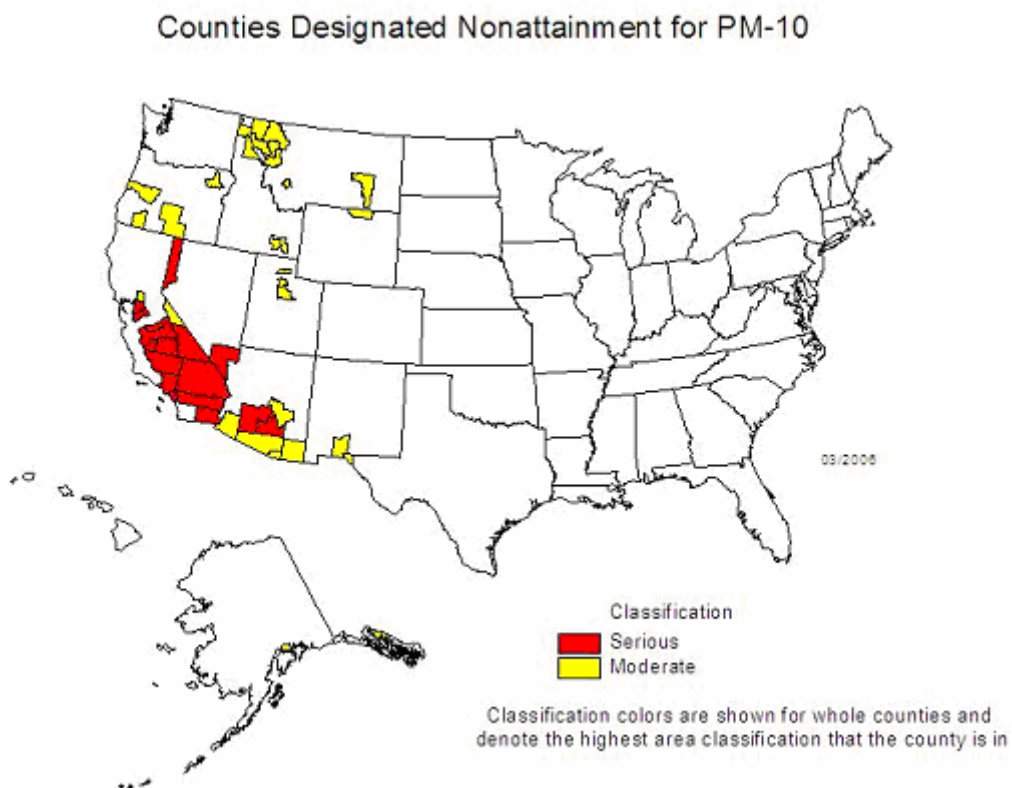 Counties Designated Nonattainment for PM-10
03/2006
Classification
Serious
Moderate
Classification colors are shown for whole counties and
denote the highest area classification that the county is in